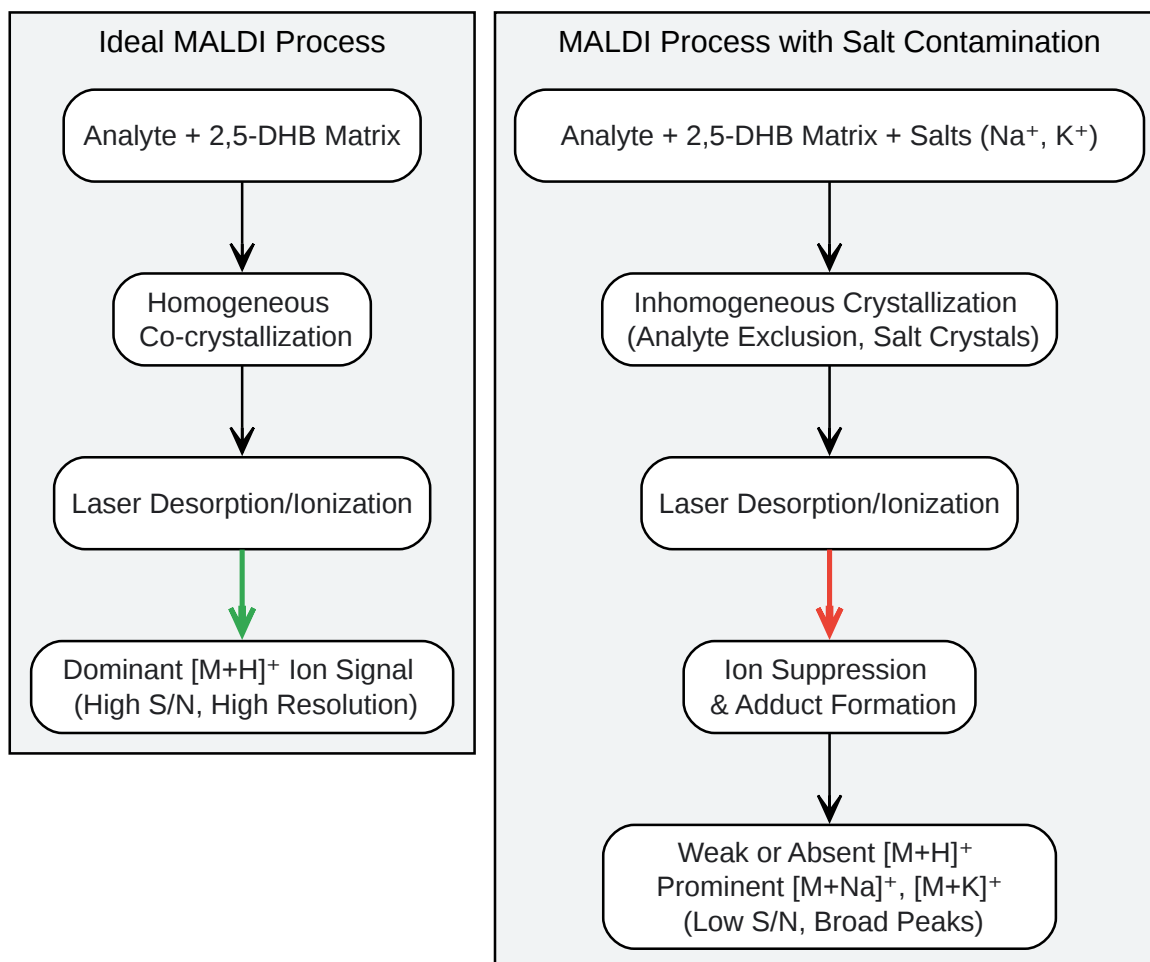 Ideal MALDI Process
Analyte + 2,5-DHB Matrix
Homogeneous
Co-crystallization
Laser Desorption/Ionization
Dominant [M+H]⁺ Ion Signal
(High S/N, High Resolution)
MALDI Process with Salt Contamination
Analyte + 2,5-DHB Matrix + Salts (Na⁺, K⁺)
Inhomogeneous Crystallization
(Analyte Exclusion, Salt Crystals)
Laser Desorption/Ionization
Ion Suppression
& Adduct Formation
Weak or Absent [M+H]⁺
Prominent [M+Na]⁺, [M+K]⁺
(Low S/N, Broad Peaks)